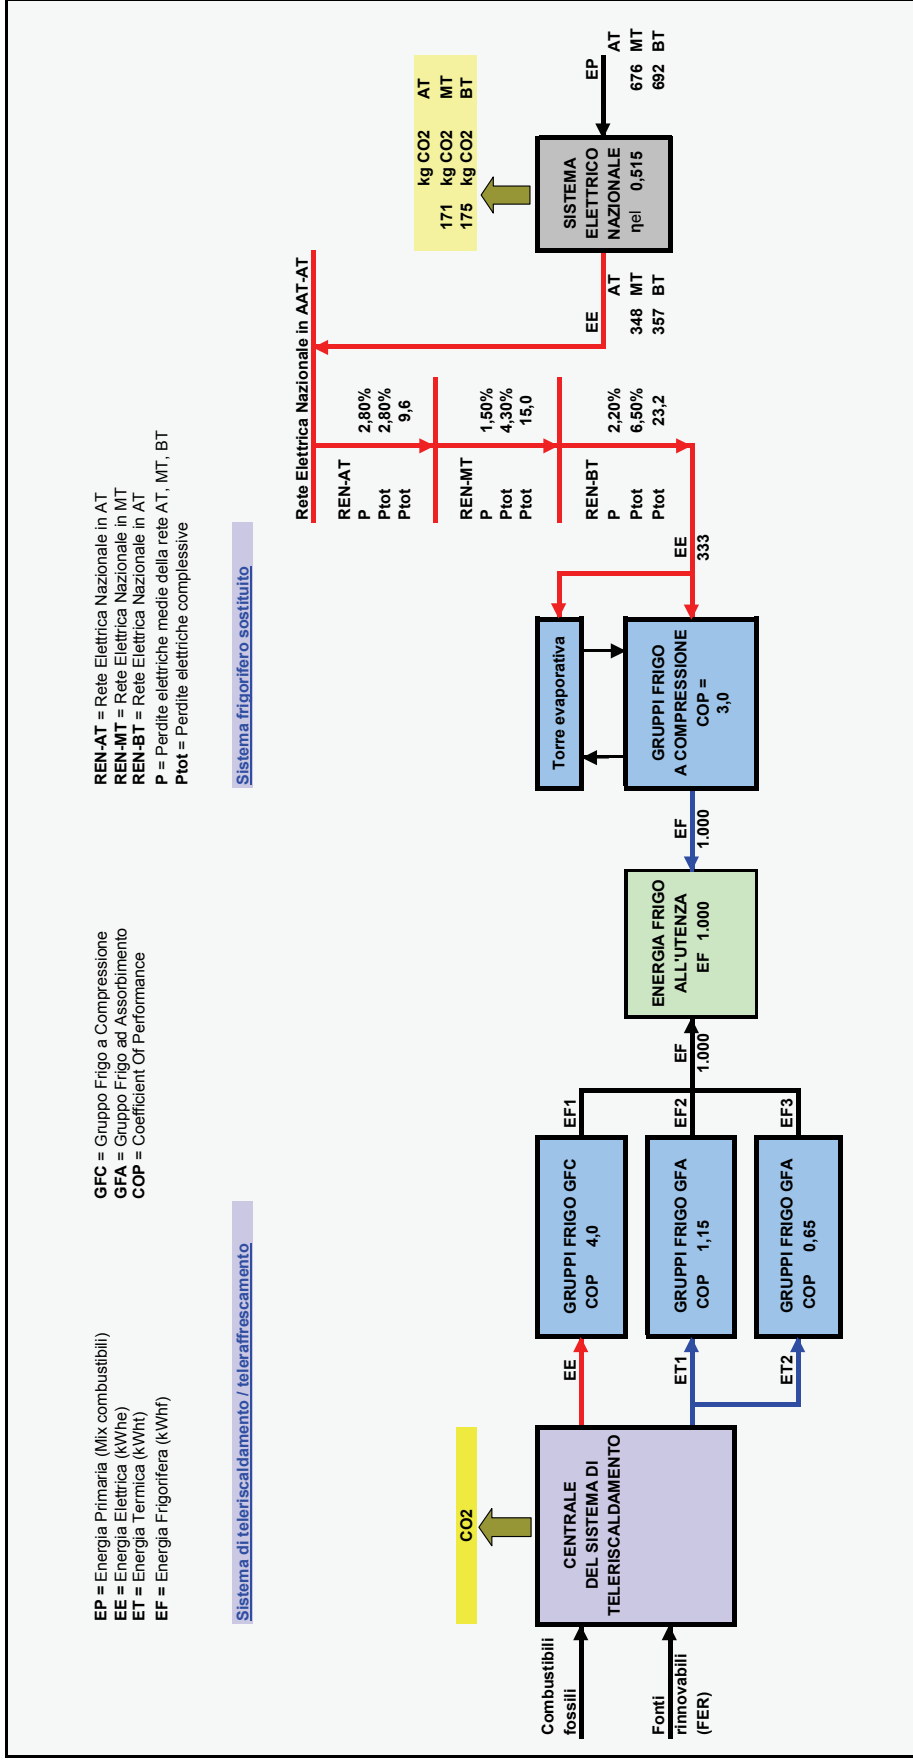 EP = Energia Primaria (Mix combustibili)
EE = Energia Elettrica (kWhe)
ET = Energia Termica (kWht)
EF = Energia Frigorifera (kWhf)
GFC = Gruppo Frigo a Compressione
GFA = Gruppo Frigo ad Assorbimento
COP = Coefficient Of Performance
REN-AT = Rete Elettrica Nazionale in AT
REN-MT = Rete Elettrica Nazionale in MT
REN-BT = Rete Elettrica Nazionale in AT
P = Perdite elettriche medie della rete AT, MT, BT
Ptot = Perdite elettriche complessive
Sistema di teleriscaldamento / teleraffrescamento
Sistema frigorifero sostituito
Combustibili
fossili
Fonti
rinnovabili
(FER)
CO2
CENTRALE
DEL SISTEMA DI
TELERISCALDAMENTO
EE
ET1
ET2
GRUPPI FRIGO GFC
COP 4,0
GRUPPI FRIGO GFA
COP 1,15
GRUPPI FRIGO GFA
COP 0,65
EF1
EF2
EF3
EF
1.000
ENERGIA FRIGO
ALL'UTENZA
EF 1.000
EF
1.000
Torre evaporativa
GRUPPI FRIGO
A COMPRESSIONE
COP =
3,0
EE
333
Rete Elettrica Nazionale in AAT-AT
REN-AT
P 2,80%
Ptot 2,80%
Ptot 9,6
REN-MT
P 1,50%
Ptot 4,30%
Ptot 15,0
REN-BT
P 2,20%
Ptot 6,50%
Ptot 23,2
EE
AT
348 MT
357 BT
kg CO2 AT
171 kg CO2 MT
175 kg CO2 BT
SISTEMA
ELETTRICO
NAZIONALE
ηel 0,515
EP
AT
676 MT
692 BT